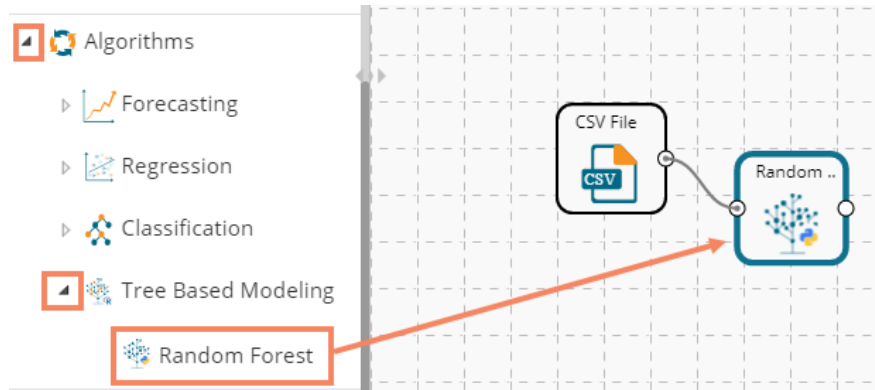 Algorithms
Forecasting
Regression
Classification
Tree Based Modeling
Random Forest
CSV File
CSV
Random ..